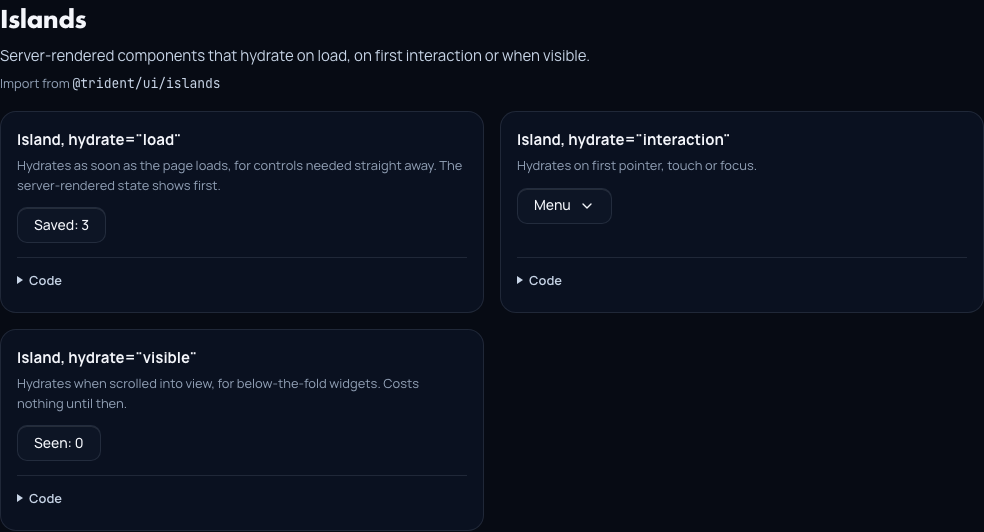 Islands
Server-rendered components that hydrate on load, on first interaction or when visible.
Import from @trident/ui/islands
Island, hydrate="load"
Hydrates as soon as the page loads, for controls needed straight away. The
server-rendered state shows first.
Saved: 3
Code
Island, hydrate="interaction"
Hydrates on first pointer, touch or focus.
Menu
Code
Island, hydrate="visible"
Hydrates when scrolled into view, for below-the-fold widgets. Costs
nothing until then.
Seen: 0
Code